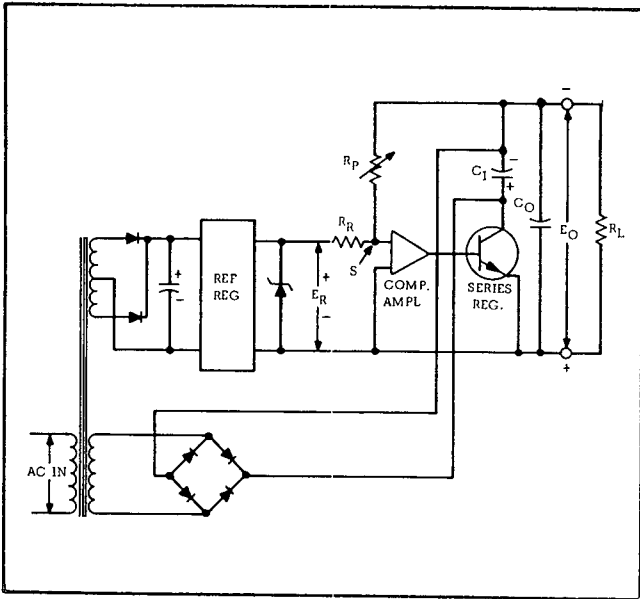 −
R_P
C_I
−
+
C_O
E_O
R_L
R_R
S
COMP.
AMPL
SERIES
REG.
REF
REG
+
−
+
E_R
−
+
AC IN